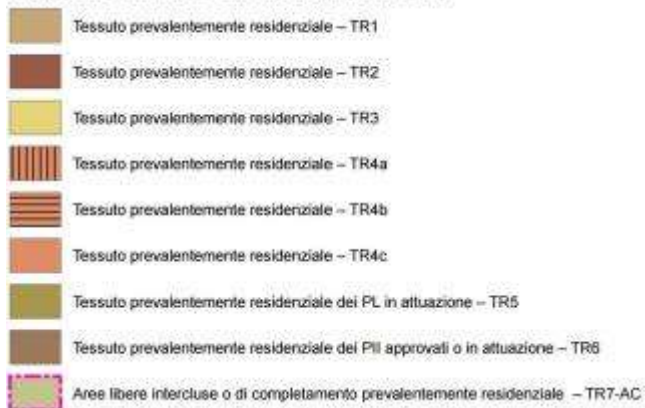 Tessuto prevalentemente residenziale – TR1
Tessuto prevalentemente residenziale – TR2
Tessuto prevalentemente residenziale – TR3
Tessuto prevalentemente residenziale – TR4a
Tessuto prevalentemente residenziale – TR4b
Tessuto prevalentemente residenziale – TR4c
Tessuto prevalentemente residenziale dei PL in attuazione – TR5
Tessuto prevalentemente residenziale dei PII approvati o in attuazione – TR6
Aree libere intercluse o di completamento prevalentemente residenziale – TR7-AC